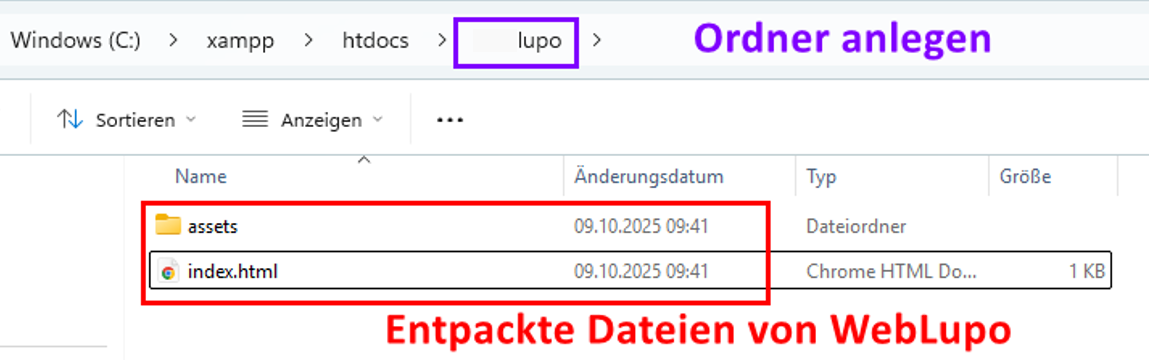 Windows (C:) > xampp > htdocs > lupo > Ordner anlegen
Sortieren Anzeigen ...
Name Änderungsdatum Typ Größe
assets 09.10.2025 09:41 Dateiordner
index.html 09.10.2025 09:41 Chrome HTML Do... 1 KB
Entpackte Dateien von WebLupo